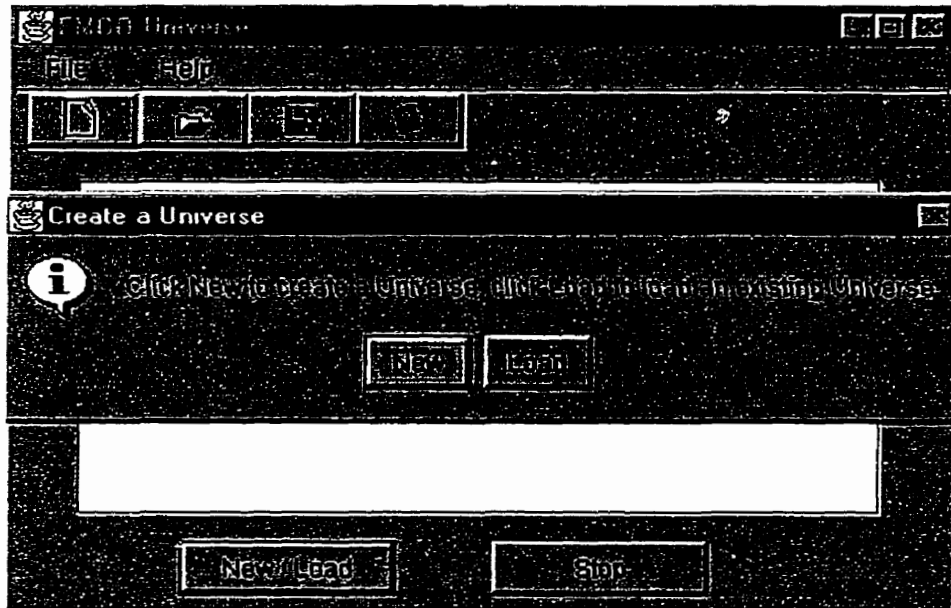 EMCO Universe
File Help
Create a Universe
Click New to create a Universe, click Load to load an existing Universe
New Load
New / Load Stop